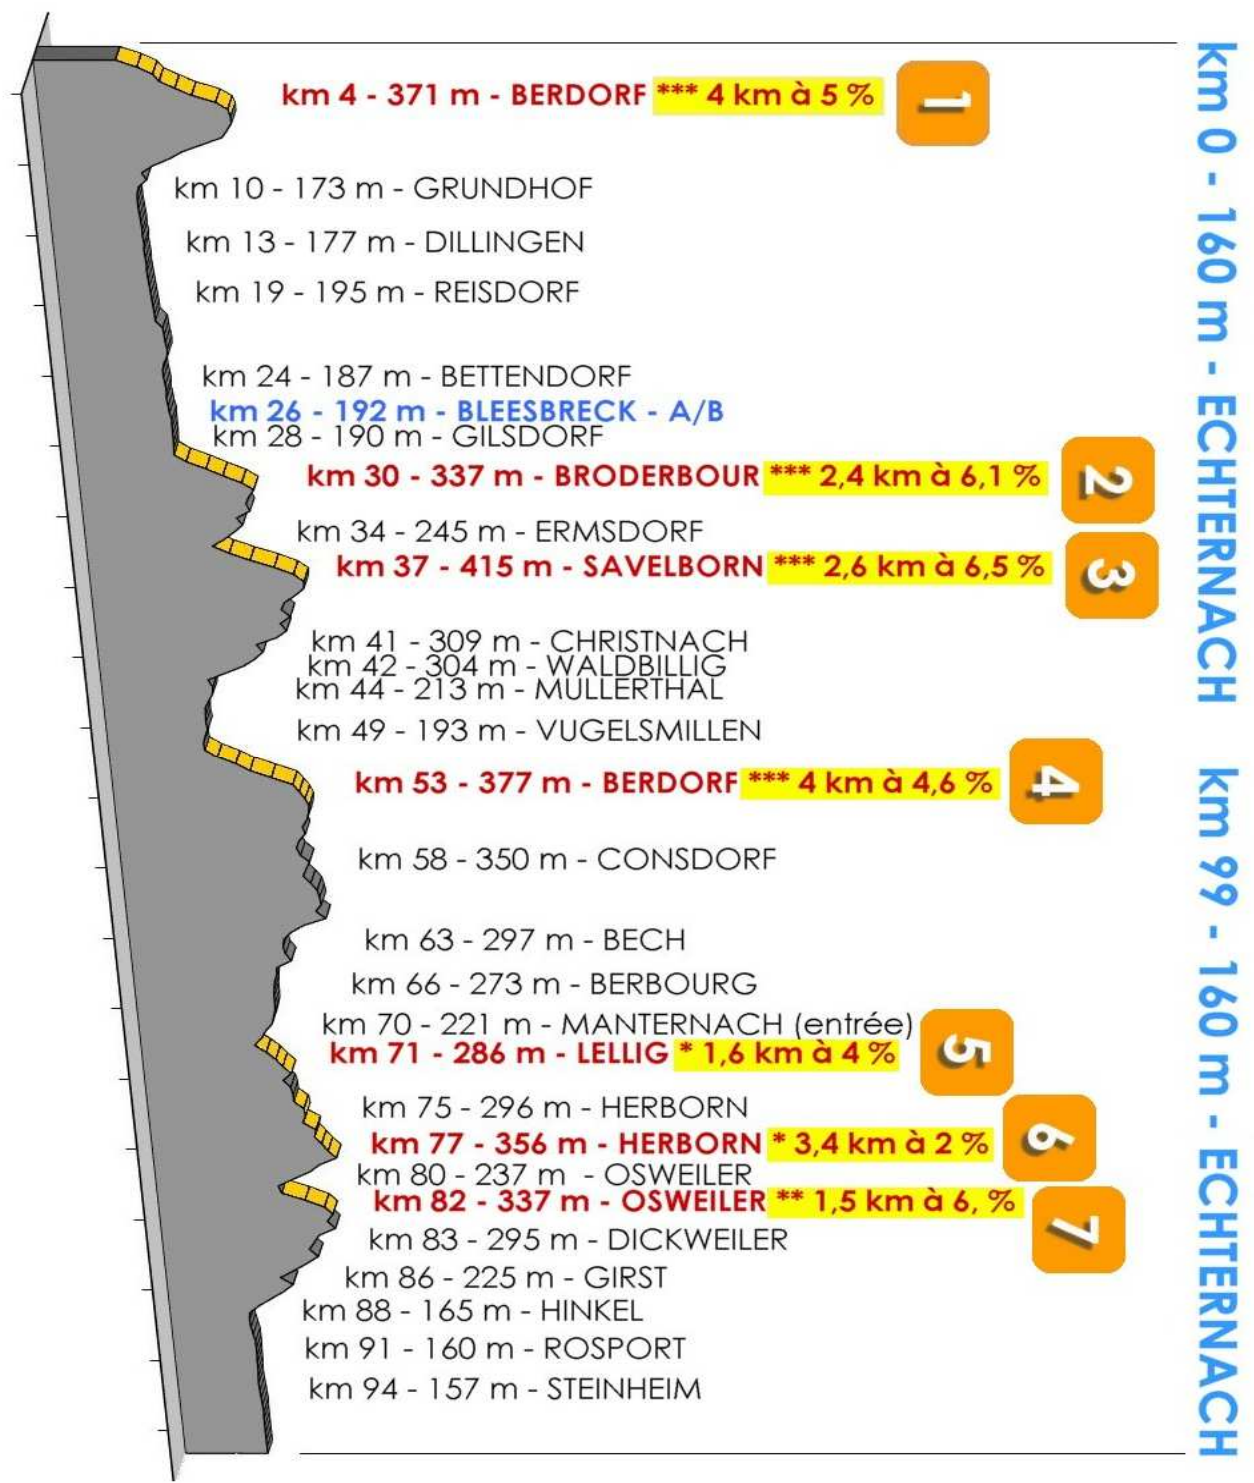 km 4 - 371 m - BERDORF *** 4 km à 5 % 1
km 10 - 173 m - GRUNDHOF
km 13 - 177 m - DILLINGEN
km 19 - 195 m - REISDORF
km 24 - 187 m - BETTENDORF
km 26 - 192 m - BLEESBRECK - A/B
km 28 - 190 m - GILSDORF
km 30 - 337 m - BRODERBOUR *** 2,4 km à 6,1 % 2
km 34 - 245 m - ERMSDORF
km 37 - 415 m - SAVELBORN *** 2,6 km à 6,5 % 3
km 41 - 309 m - CHRISTNACH
km 42 - 304 m - WALDBILLIG
km 44 - 213 m - MULLERTHAL
km 49 - 193 m - VUGELSMILLEN
km 53 - 377 m - BERDORF *** 4 km à 4,6 % 4
km 58 - 350 m - CONSDORF
km 63 - 297 m - BECH
km 66 - 273 m - BERBOURG
km 70 - 221 m - MANTERNACH (entrée)
km 71 - 286 m - LELLIG * 1,6 km à 4 % 5
km 75 - 296 m - HERBORN
km 77 - 356 m - HERBORN * 3,4 km à 2 % 6
km 80 - 237 m - OSWEILER
km 82 - 337 m - OSWEILER ** 1,5 km à 6, % 7
km 83 - 295 m - DICKWEILER
km 86 - 225 m - GIRST
km 88 - 165 m - HINKEL
km 91 - 160 m - ROSPORT
km 94 - 157 m - STEINHEIM
km 0 - 160 m - ECHTERNACH km 99 - 160 m - ECHTERNACH